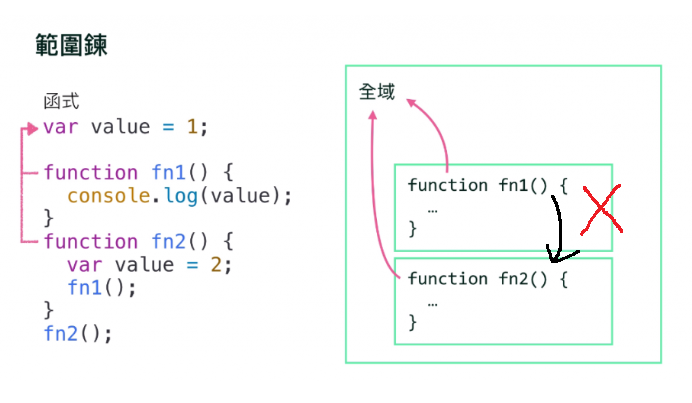 範圍鍊
函式
var value = 1;
function fn1() {
  console.log(value);
}
function fn2() {
  var value = 2;
  fn1();
}
fn2();
全域
function fn1() {
  …
}
function fn2() {
  …
}